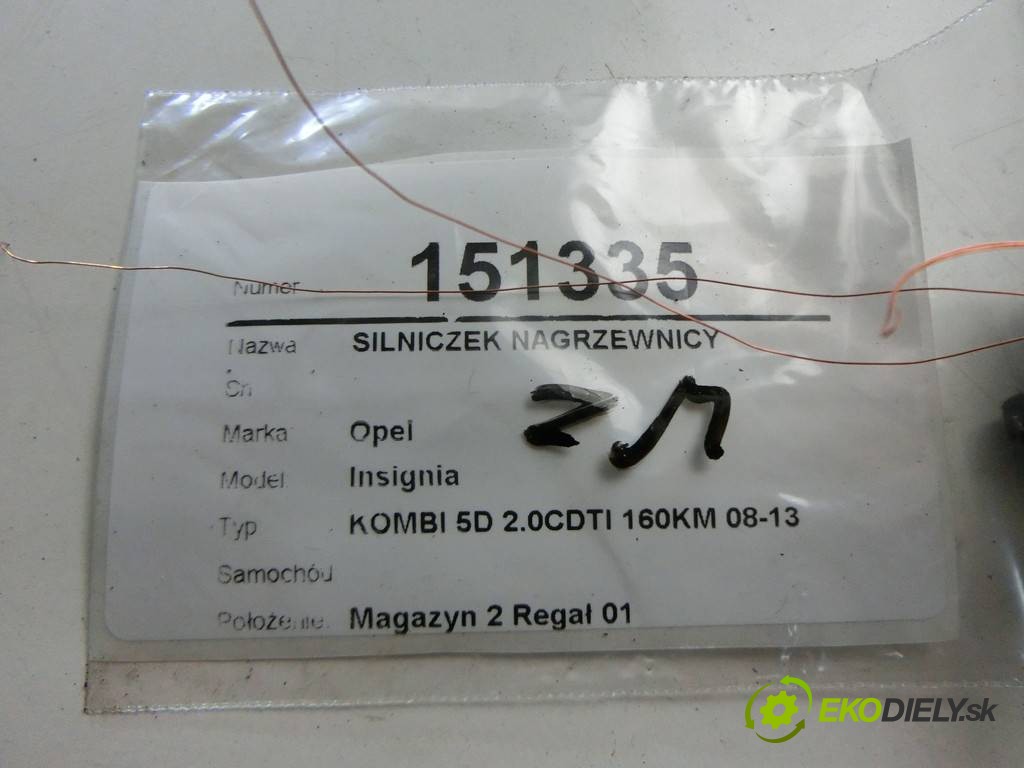 Numer 151335
Nazwa SILNICZEK NAGRZEWNICY
Sn
Marka Opel
Model Insignia
Typ KOMBI 5D 2.0CDTI 160KM 08-13
Samochód
Położenie Magazyn 2 Regał 01
EKODIELY.sk